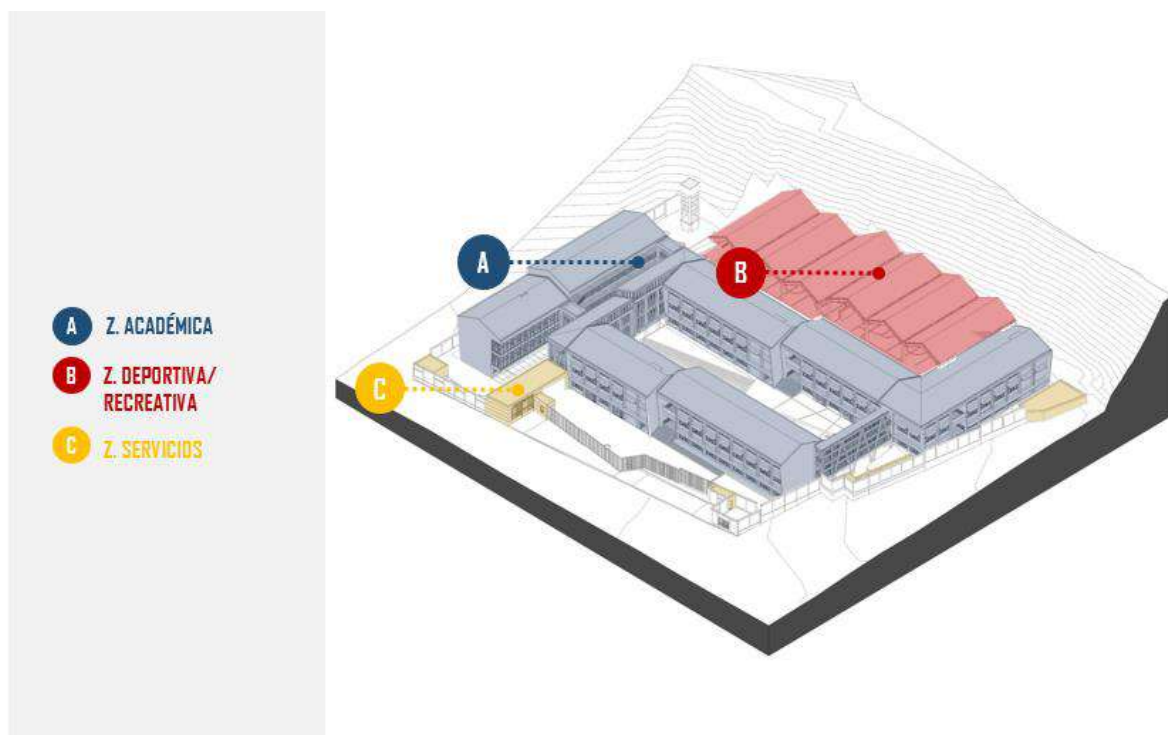 A Z. ACADÉMICA
B Z. DEPORTIVA/
RECREATIVA
C Z. SERVICIOS
A
B
C